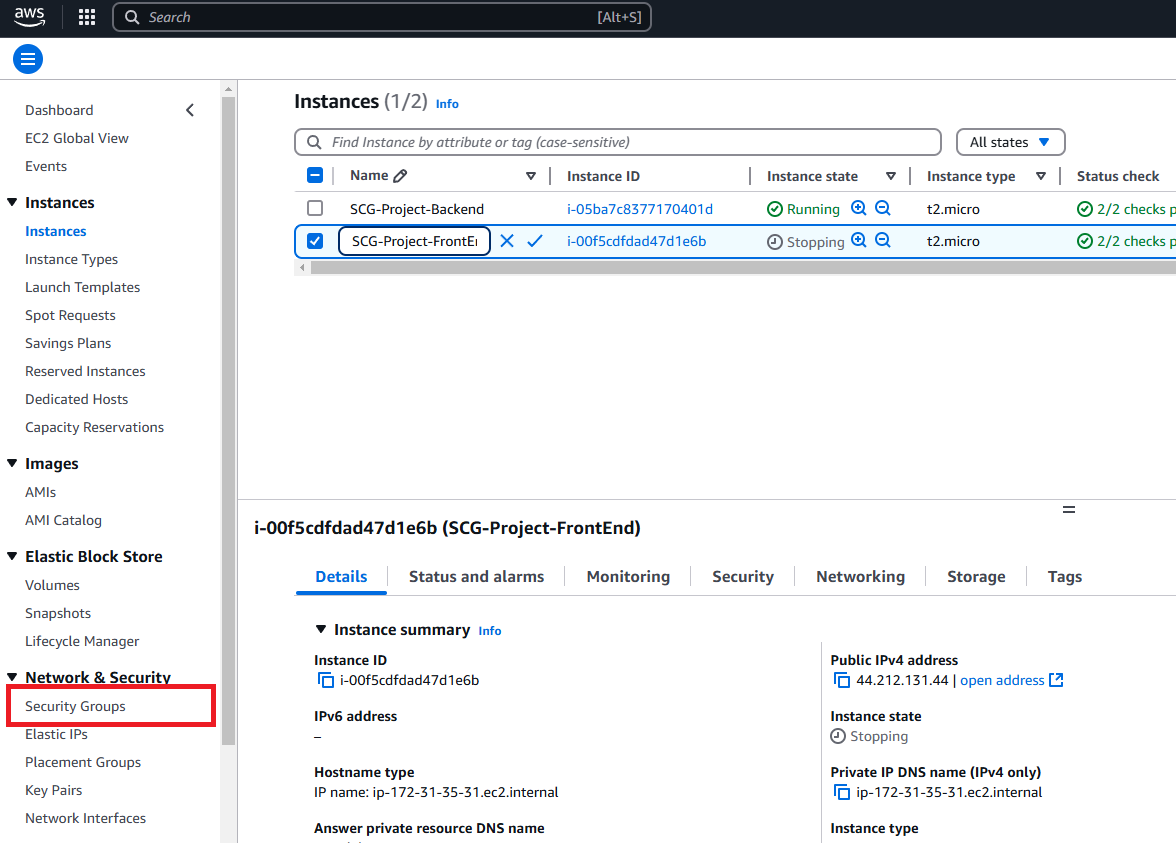 aws
Search [Alt+S]
Dashboard
EC2 Global View
Events
Instances
Instances
Instance Types
Launch Templates
Spot Requests
Savings Plans
Reserved Instances
Dedicated Hosts
Capacity Reservations
Images
AMIs
AMI Catalog
Elastic Block Store
Volumes
Snapshots
Lifecycle Manager
Network & Security
Security Groups
Elastic IPs
Placement Groups
Key Pairs
Network Interfaces
Instances (1/2) Info
Find Instance by attribute or tag (case-sensitive) All states
Name Instance ID Instance state Instance type Status check
SCG-Project-Backend i-05ba7c8377170401d Running t2.micro 2/2 checks p
SCG-Project-FrontEn i-00f5cdfdad47d1e6b Stopping t2.micro 2/2 checks p
i-00f5cdfdad47d1e6b (SCG-Project-FrontEnd)
Details Status and alarms Monitoring Security Networking Storage Tags
Instance summary Info
Instance ID
i-00f5cdfdad47d1e6b
IPv6 address
–
Hostname type
IP name: ip-172-31-35-31.ec2.internal
Answer private resource DNS name
Public IPv4 address
44.212.131.44 | open address
Instance state
Stopping
Private IP DNS name (IPv4 only)
ip-172-31-35-31.ec2.internal
Instance type